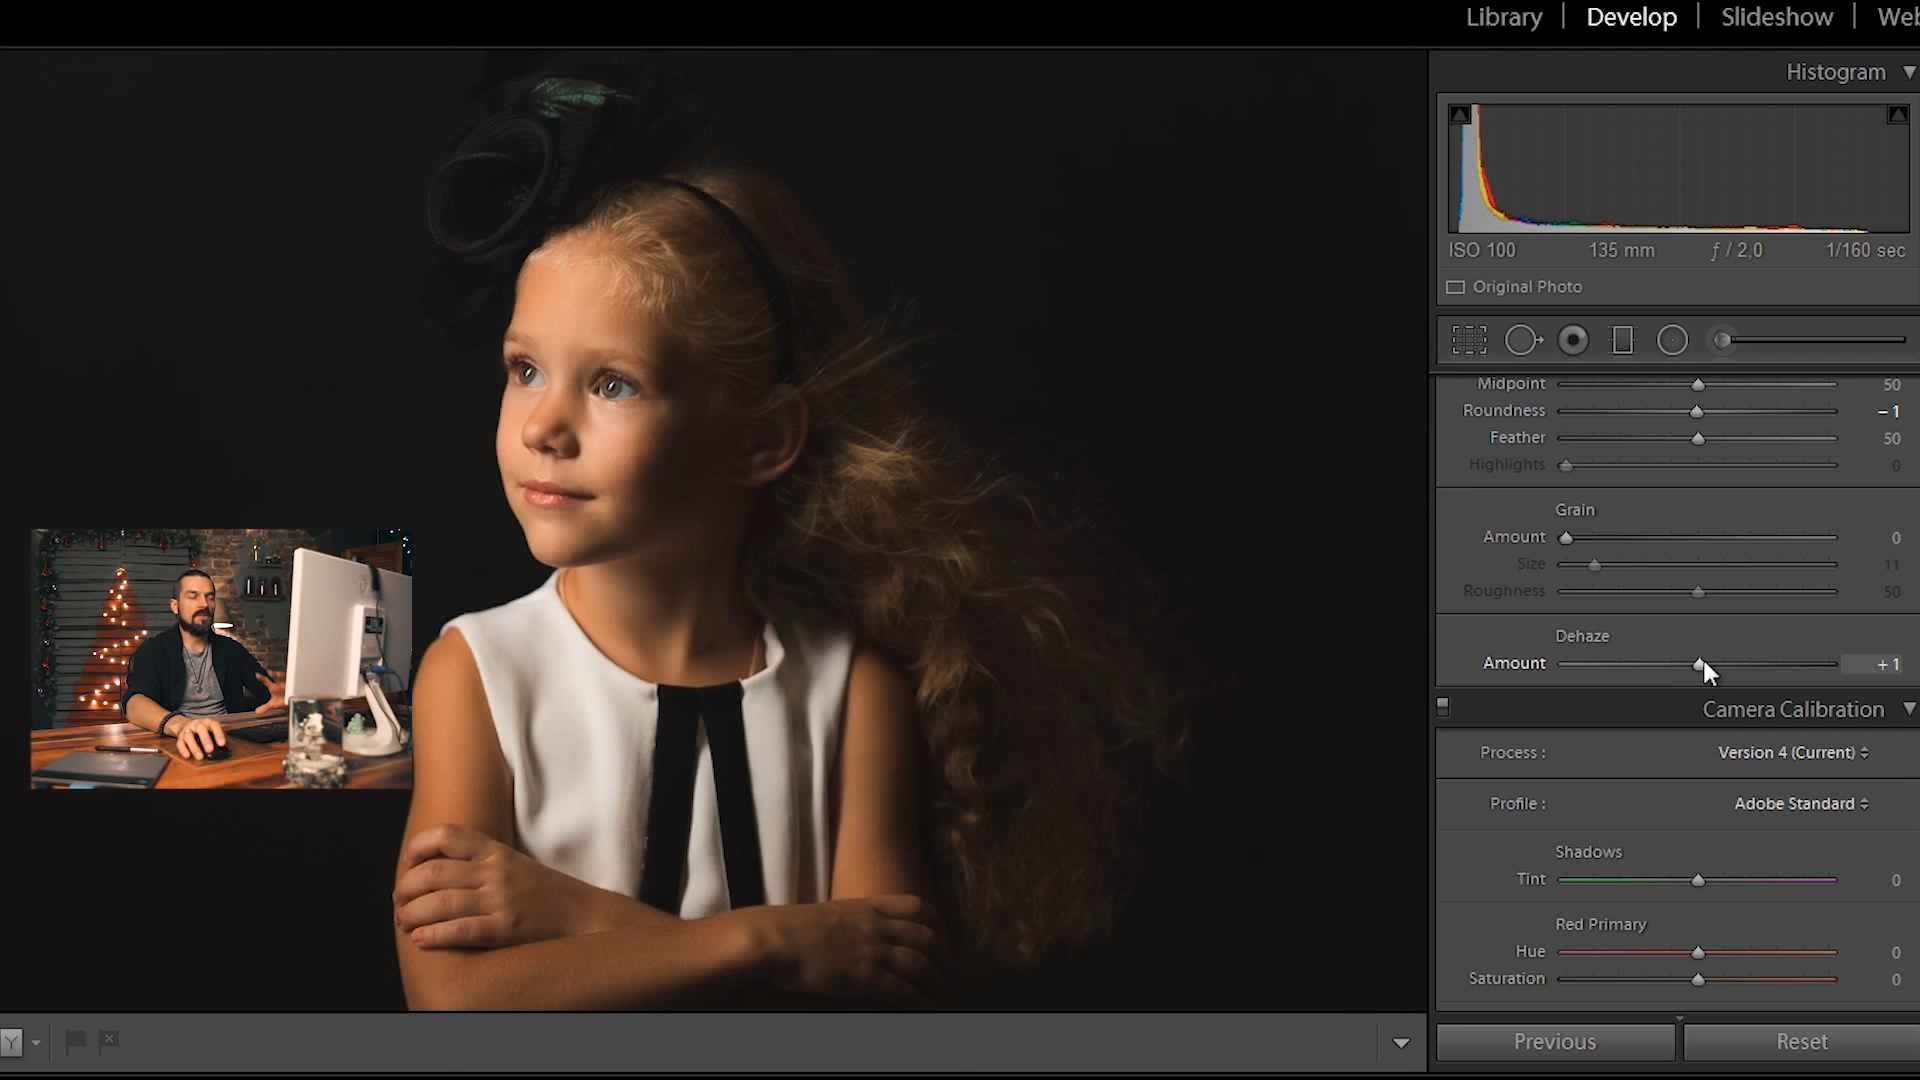 Library | Develop | Slideshow | Web
Histogram
ISO 100 135 mm ƒ / 2,0 1/160 sec
Original Photo
Midpoint 50
Roundness – 1
Feather 50
Highlights 0
Grain
Amount 0
Size 11
Roughness 50
Dehaze
Amount + 1
Camera Calibration
Process : Version 4 (Current)
Profile : Adobe Standard
Shadows
Tint 0
Red Primary
Hue 0
Saturation 0
Y
Previous Reset